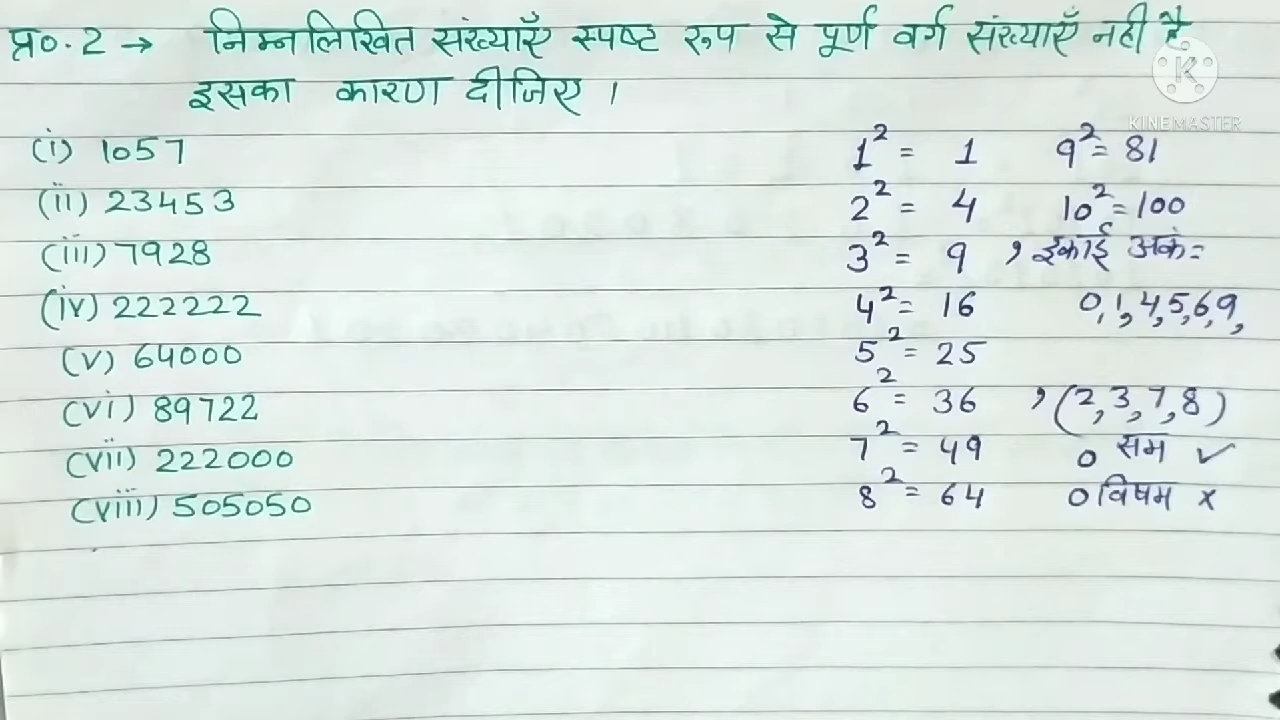 प्र०.2 → निम्नलिखित संख्याएँ स्पष्ट रुप से पूर्ण वर्ग संख्याएँ नही है
इसका कारण दीजिए ।
K
KINEMASTER
(i) 1057
(ii) 23453
(iii) 7928
(iv) 222222
(v) 64000
(vi) 89722
(vii) 222000
(viii) 505050
1² = 1
2² = 4
3² = 9
4² = 16
5² = 25
6² = 36
7² = 49
8² = 64
9² = 81
10² = 100
, इकाई अकं =
0, 1, 4, 5, 6, 9,
, (2, 3, 7, 8)
0 सम ✓
0 विषम ×